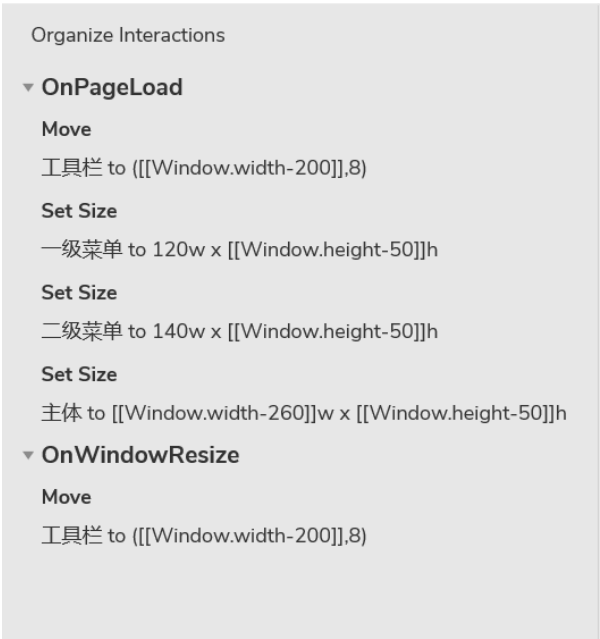 Organize Interactions
OnPageLoad
Move
工具栏 to ([[Window.width-200]],8)
Set Size
一级菜单 to 120w x [[Window.height-50]]h
Set Size
二级菜单 to 140w x [[Window.height-50]]h
Set Size
主体 to [[Window.width-260]]w x [[Window.height-50]]h
OnWindowResize
Move
工具栏 to ([[Window.width-200]],8)